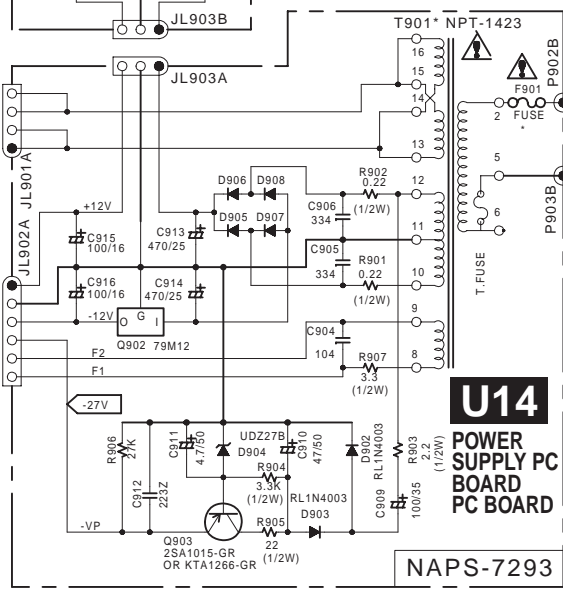 JL903B
JL903A
T901* NPT-1423
P902B
16
15
14
13
F901
FUSE
*
2
5
6
P903B
T.FUSE
JL901A
JL902A
+12V
C915
100/16
C913
470/25
D906
D908
D905
D907
R902
0.22
(1/2W)
C906
334
C905
334
R901
0.22
(1/2W)
12
11
10
C916
100/16
C914
470/25
-12V
O
G
I
Q902 79M12
C904
104
9
8
F2
F1
R907
3.3
(1/2W)
-27V
U14
POWER
SUPPLY PC
BOARD
PC BOARD
R906
27K
C911
4.7/50
UDZ27B
D904
C910
47/50
D902
RL1N4003
R903
2.2
(1/2W)
C912
223Z
R904
3.3K
(1/2W)
RL1N4003
D903
C909
100/35
-VP
R905
22
(1/2W)
Q903
2SA1015-GR
OR KTA1266-GR
NAPS-7293